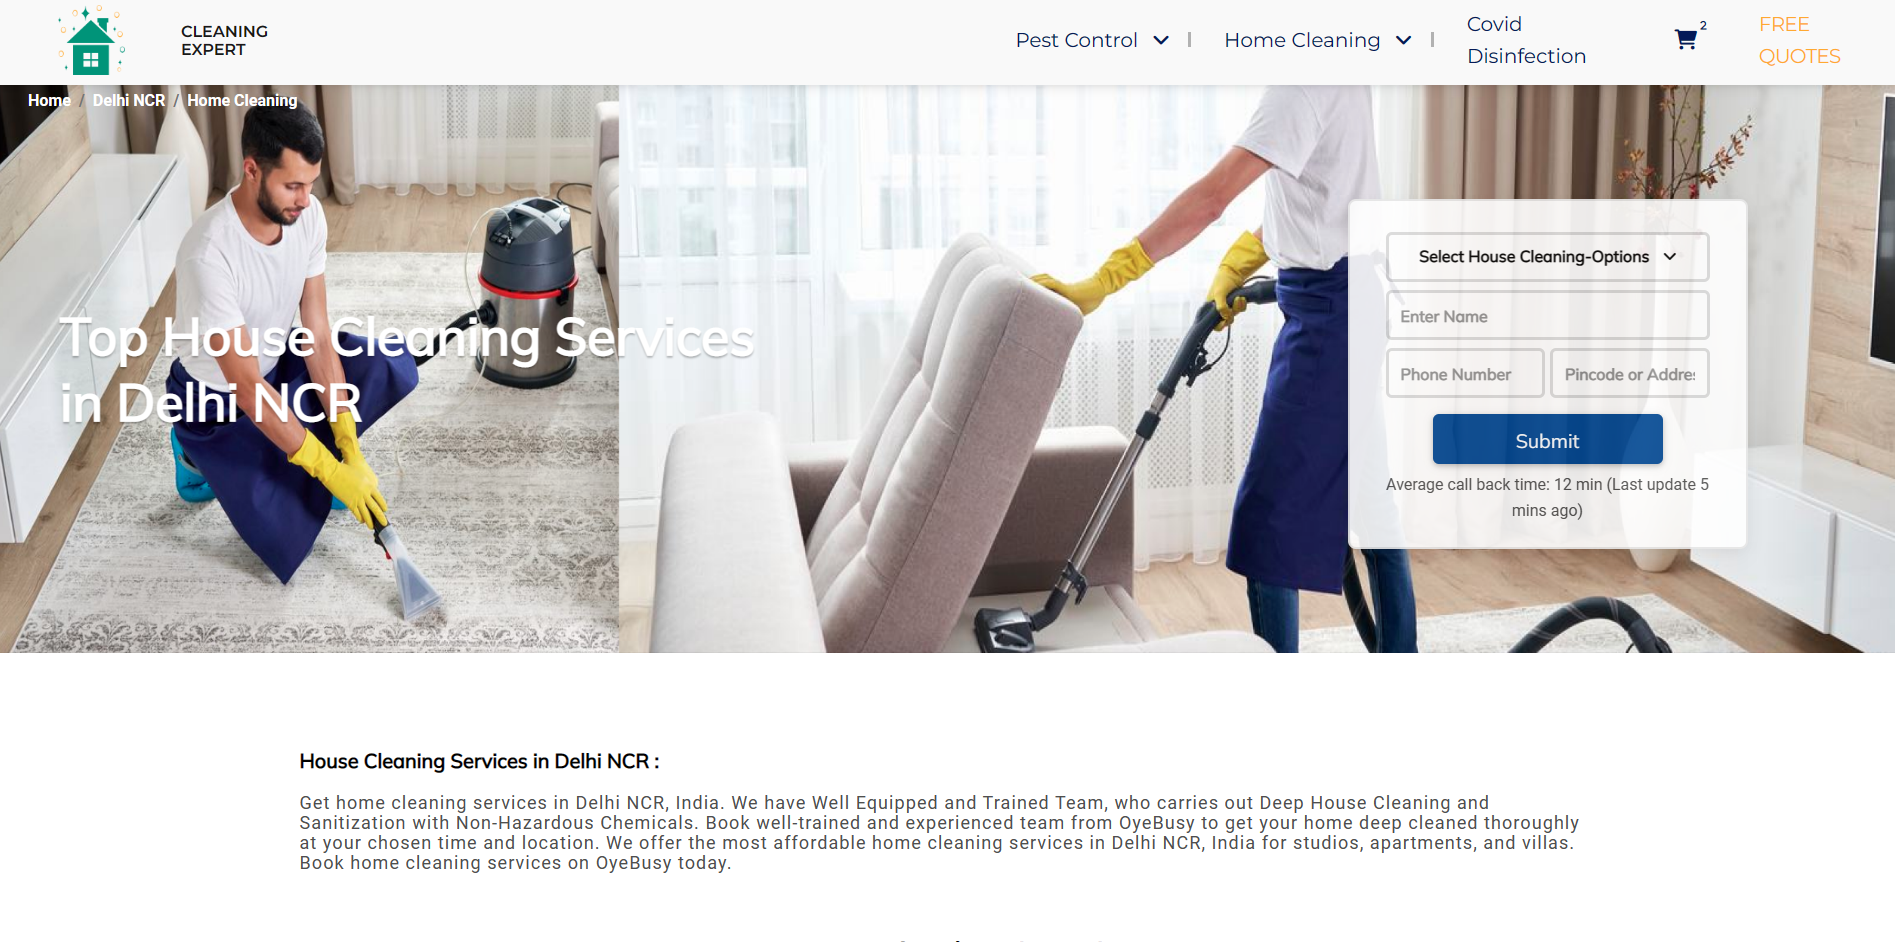 CLEANING
EXPERT
Pest Control
Home Cleaning
Covid
Disinfection
2
FREE
QUOTES
Home / Delhi NCR / Home Cleaning
Top House Cleaning Services
in Delhi NCR
Select House Cleaning-Options
Enter Name
Phone Number
Pincode or Addre
Submit
Average call back time: 12 min (Last update 5
mins ago)
House Cleaning Services in Delhi NCR :
Get home cleaning services in Delhi NCR, India. We have Well Equipped and Trained Team, who carries out Deep House Cleaning and
Sanitization with Non-Hazardous Chemicals. Book well-trained and experienced team from OyeBusy to get your home deep cleaned thoroughly
at your chosen time and location. We offer the most affordable home cleaning services in Delhi NCR, India for studios, apartments, and villas.
Book home cleaning services on OyeBusy today.